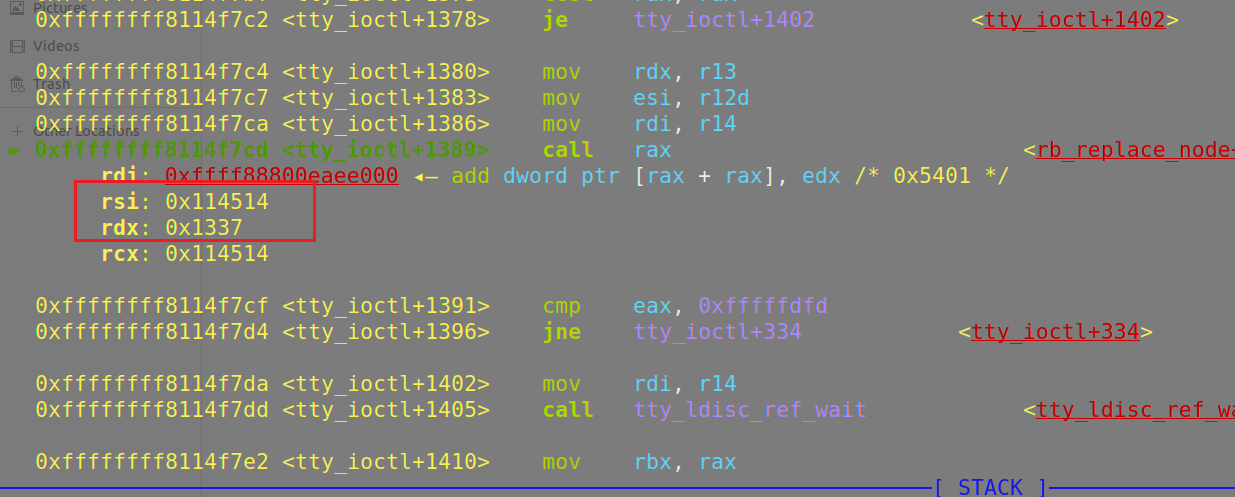 Pictures
0xffffffff8114f7c2 <tty_ioctl+1378> je tty_ioctl+1402 <tty_ioctl+1402>
Videos
0xffffffff8114f7c4 <tty_ioctl+1380> mov rdx, r13
Trash
0xffffffff8114f7c7 <tty_ioctl+1383> mov esi, r12d
0xffffffff8114f7ca <tty_ioctl+1386> mov rdi, r14
+ Other Locations
► 0xffffffff8114f7cd <tty_ioctl+1389> call rax <rb_replace_node
rdi: 0xffff88800eaee000 ◂— add dword ptr [rax + rax], edx /* 0x5401 */
rsi: 0x114514
rdx: 0x1337
rcx: 0x114514
0xffffffff8114f7cf <tty_ioctl+1391> cmp eax, 0xfffffdfd
0xffffffff8114f7d4 <tty_ioctl+1396> jne tty_ioctl+334 <tty_ioctl+334>
0xffffffff8114f7da <tty_ioctl+1402> mov rdi, r14
0xffffffff8114f7dd <tty_ioctl+1405> call tty_ldisc_ref_wait <tty_ldisc_ref_wa
0xffffffff8114f7e2 <tty_ioctl+1410> mov rbx, rax
[ STACK ]